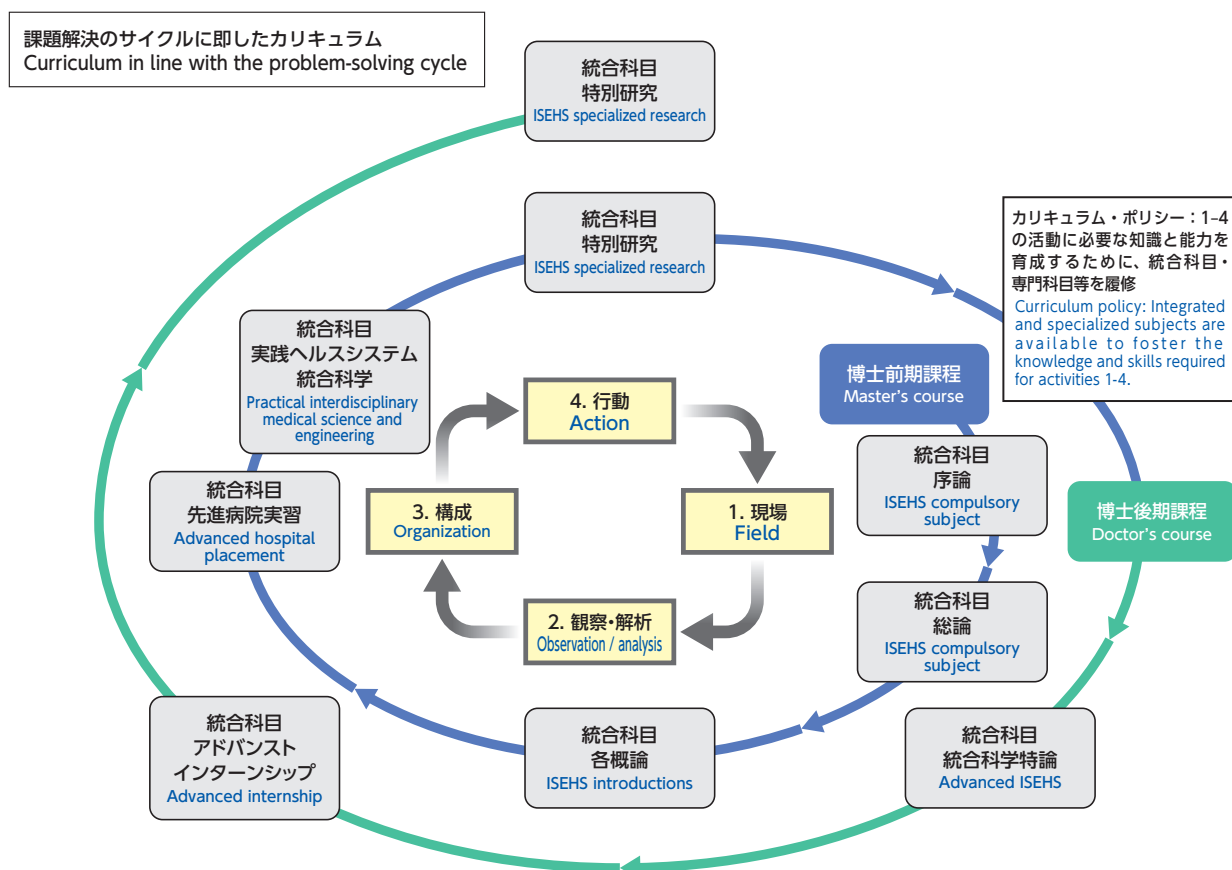 課題解決のサイクルに即したカリキュラム
Curriculum in line with the problem-solving cycle
統合科目
特別研究
ISEHS specialized research
統合科目
特別研究
ISEHS specialized research
カリキュラム・ポリシー：1–4
の活動に必要な知識と能力を
育成するために、統合科目・
専門科目等を履修
Curriculum policy: Integrated
and specialized subjects are
available to foster the
knowledge and skills required
for activities 1-4.
統合科目
実践ヘルスシステム
統合科学
Practical interdisciplinary
medical science and
engineering
博士前期課程
Master's course
4. 行動
Action
統合科目
序論
ISEHS compulsory
subject
統合科目
先進病院実習
Advanced hospital
placement
3. 構成
Organization
1. 現場
Field
博士後期課程
Doctor's course
2. 観察・解析
Observation / analysis
統合科目
総論
ISEHS compulsory
subject
統合科目
アドバンスト
インターンシップ
Advanced internship
統合科目
各概論
ISEHS introductions
統合科目
統合科学特論
Advanced ISEHS